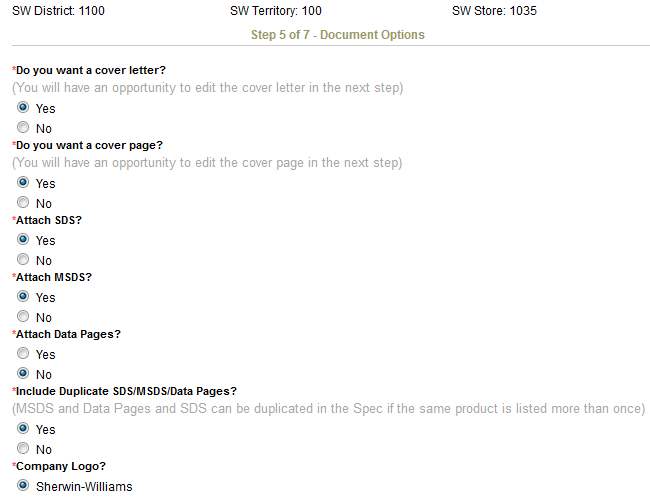 SW District: 1100 SW Territory: 100 SW Store: 1035
Step 5 of 7 - Document Options
*Do you want a cover letter?
(You will have an opportunity to edit the cover letter in the next step)
Yes
No
*Do you want a cover page?
(You will have an opportunity to edit the cover page in the next step)
Yes
No
*Attach SDS?
Yes
No
*Attach MSDS?
Yes
No
*Attach Data Pages?
Yes
No
*Include Duplicate SDS/MSDS/Data Pages?
(MSDS and Data Pages and SDS can be duplicated in the Spec if the same product is listed more than once)
Yes
No
*Company Logo?
Sherwin-Williams